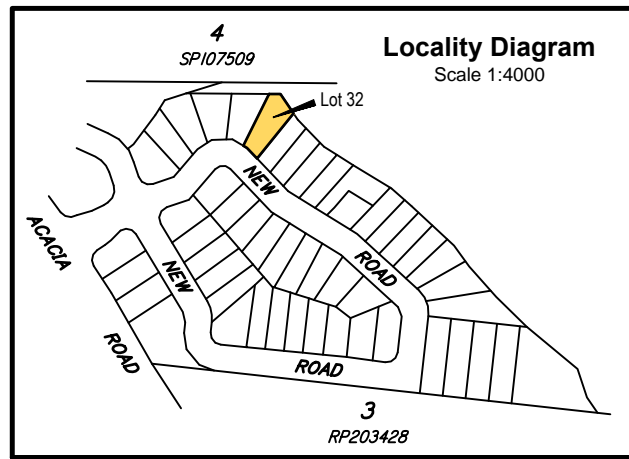 4
SP107509
Locality Diagram
Scale 1:4000
Lot 32
NEW
ROAD
ACACIA
ROAD
NEW
ROAD
3
RP203428